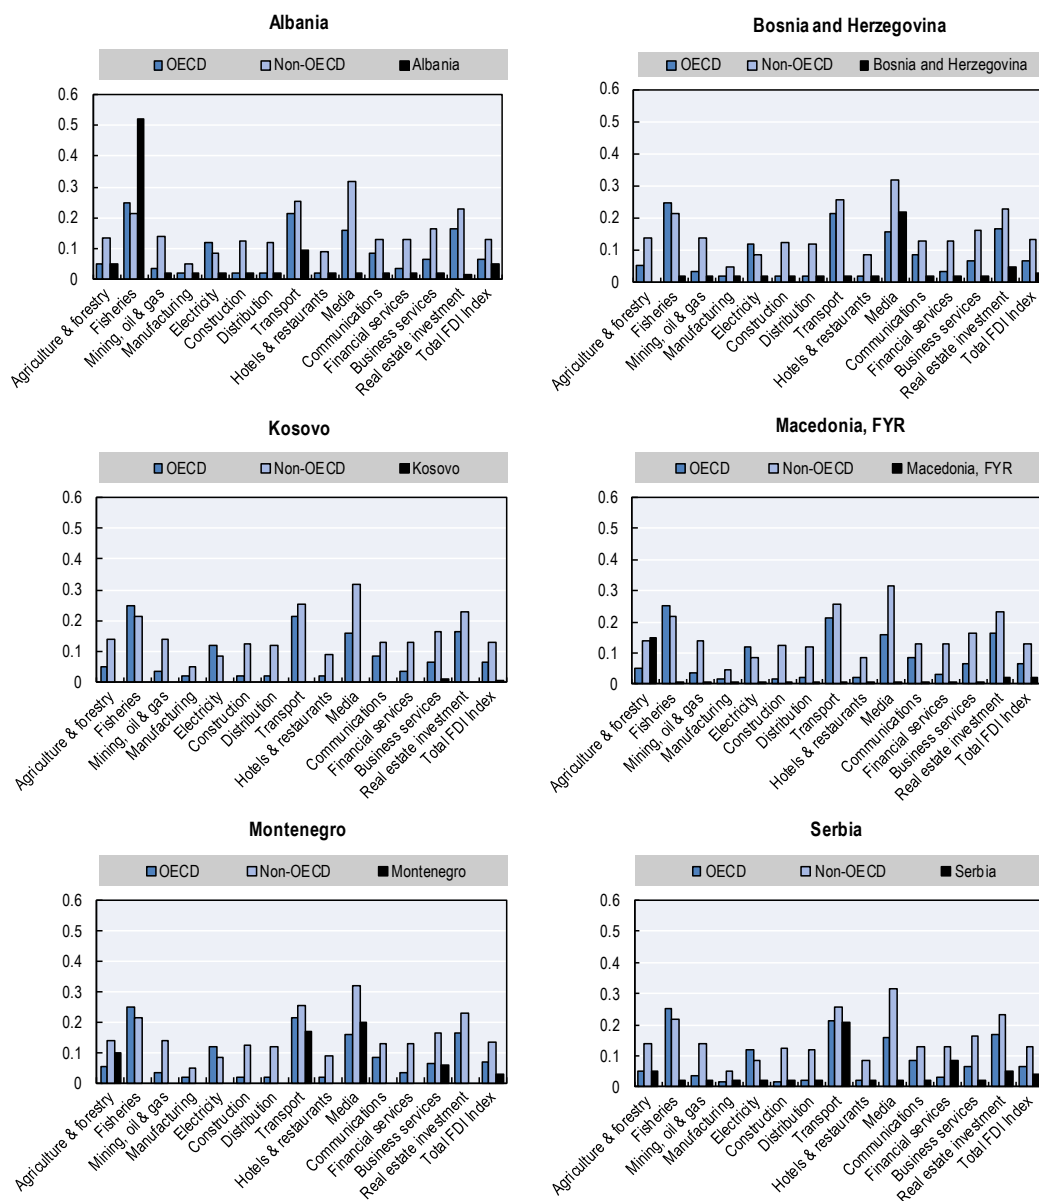 Albania
OECD Non-OECD Albania
0.6
0.5
0.4
0.3
0.2
0.1
0
Agriculture & forestry
Fisheries
Mining, oil & gas
Manufacturing
Electricity
Construction
Distribution
Transport
Hotels & restaurants
Media
Communications
Financial services
Business services
Real estate investment
Total FDI Index
Bosnia and Herzegovina
OECD Non-OECD Bosnia and Herzegovina
0.6
0.5
0.4
0.3
0.2
0.1
0
Agriculture & forestry
Fisheries
Mining, oil & gas
Manufacturing
Electricity
Construction
Distribution
Transport
Hotels & restaurants
Media
Communications
Financial services
Business services
Real estate investment
Total FDI Index
Kosovo
OECD Non-OECD Kosovo
0.6
0.5
0.4
0.3
0.2
0.1
0
Agriculture & forestry
Fisheries
Mining, oil & gas
Manufacturing
Electricity
Construction
Distribution
Transport
Hotels & restaurants
Media
Communications
Financial services
Business services
Real estate investment
Total FDI Index
Macedonia, FYR
OECD Non-OECD Macedonia, FYR
0.6
0.5
0.4
0.3
0.2
0.1
0
Agriculture & forestry
Fisheries
Mining, oil & gas
Manufacturing
Electricity
Construction
Distribution
Transport
Hotels & restaurants
Media
Communications
Financial services
Business services
Real estate investment
Total FDI Index
Montenegro
OECD Non-OECD Montenegro
0.6
0.5
0.4
0.3
0.2
0.1
0
Agriculture & forestry
Fisheries
Mining, oil & gas
Manufacturing
Electricity
Construction
Distribution
Transport
Hotels & restaurants
Media
Communications
Financial services
Business services
Real estate investment
Total FDI Index
Serbia
OECD Non-OECD Serbia
0.6
0.5
0.4
0.3
0.2
0.1
0
Agriculture & forestry
Fisheries
Mining, oil & gas
Manufacturing
Electricity
Construction
Distribution
Transport
Hotels & restaurants
Media
Communications
Financial services
Business services
Real estate investment
Total FDI Index